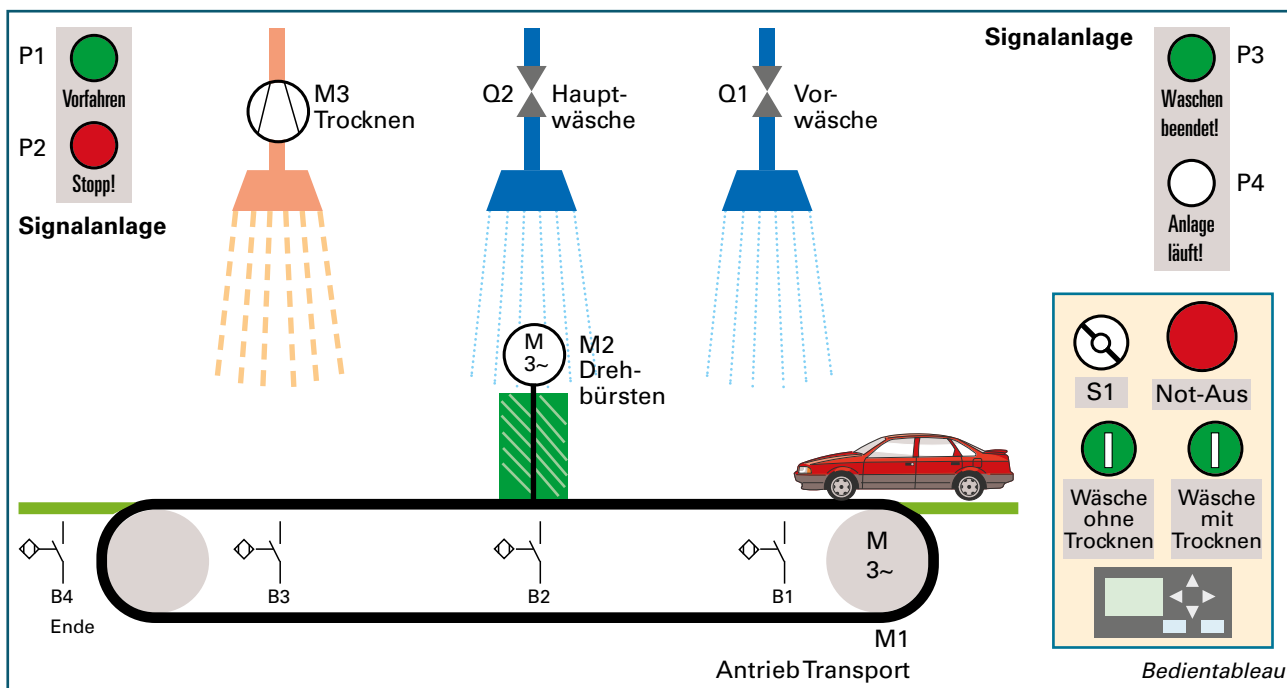 P1
Vorfahren
P2
Stopp!
Signalanlage
M3
Trocknen
Q2
Haupt-
wäsche
Q1
Vor-
wäsche
Signalanlage
P3
Waschen
beendet!
P4
Anlage
läuft!
M
3~
M2
Dreh-
bürsten
S1
Not-Aus
Wäsche
ohne
Trocknen
Wäsche
mit
Trocknen
B4
Ende
B3
B2
B1
M
3~
M1
Antrieb Transport
Bedientableau